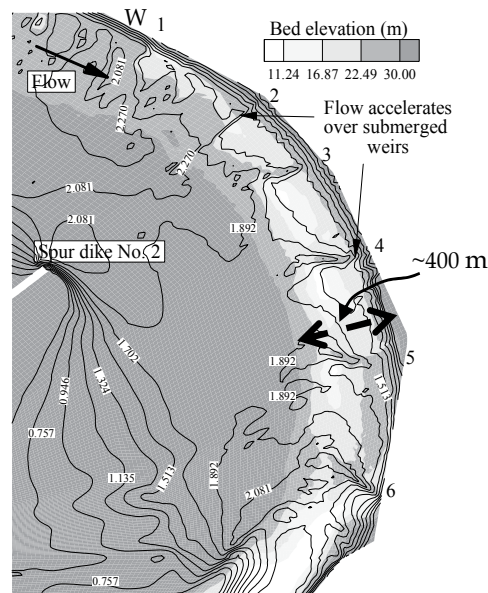 W 1
Bed elevation (m)
11.24 16.87 22.49 30.00
Flow
2.081
2
Flow accelerates
over submerged
weirs
2.270
2.270
3
2.081
1.892
2.081
4
Spur dike No. 2
~400 m
5
1.702
1.892
1.513
0.946
1.324
1.892
0.757
1.135
1.513
1.892
2.081
6
0.757